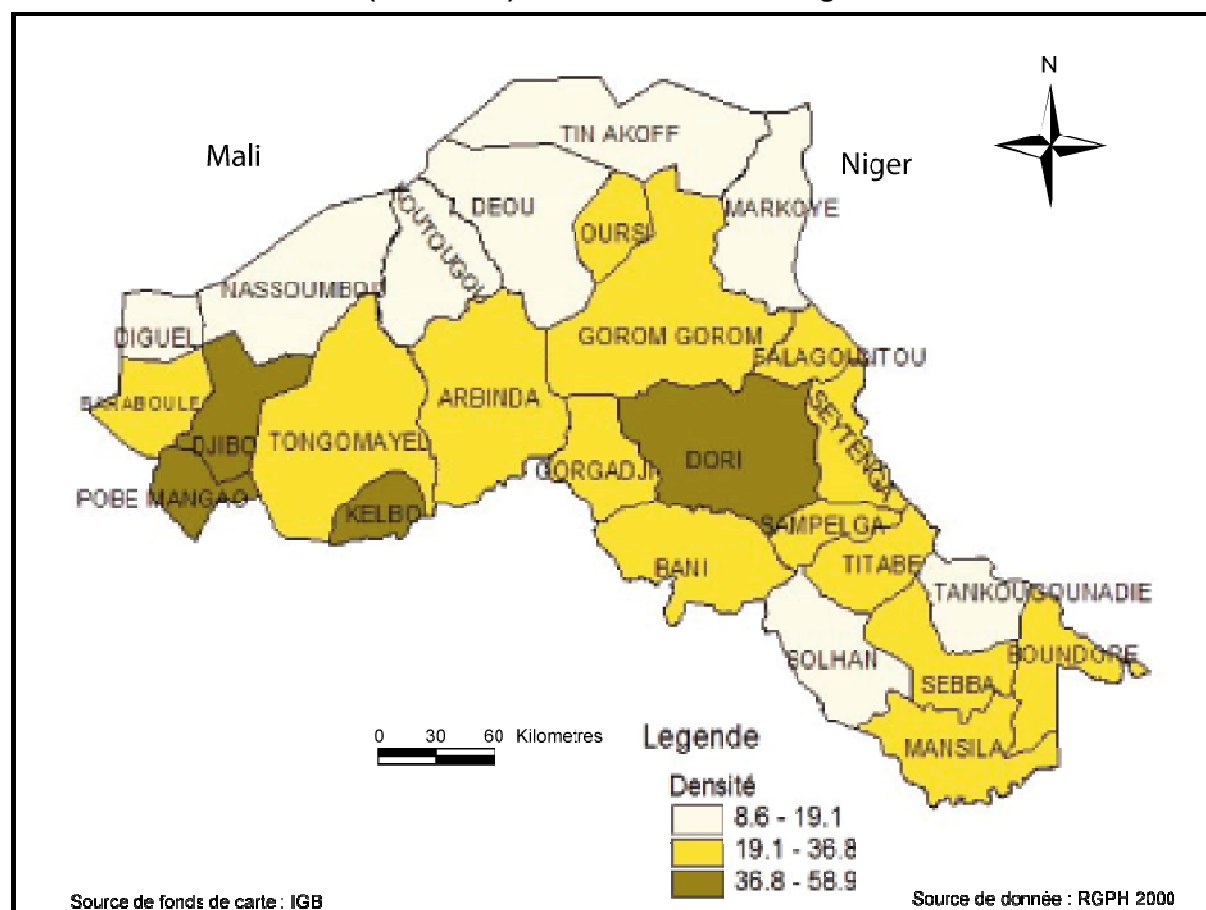 N
Mali
Niger
TIN AKOFF
DEOU
MARKOYE
OURSI
KOUTOUGOU
NASSOUMBOU
DIGUEL
GOROM GOROM
SALAGOUNTOU
BARABOULE
ARBINDA
SEYTENGA
DJIBO
TONGOMAYEL
DORI
GORGADJI
POBE MANGAO
KELBO
SAMPELGA
BANI
TITABE
TANKOUGOUNADIE
SOLHAN
BOUNDORE
SEBBA
MANSILA
0 30 60 Kilometres
Legende
Densité
8.6 - 19.1
19.1 - 36.8
36.8 - 58.9
Source de fonds de carte : IGB
Source de donnée : RGPH 2000